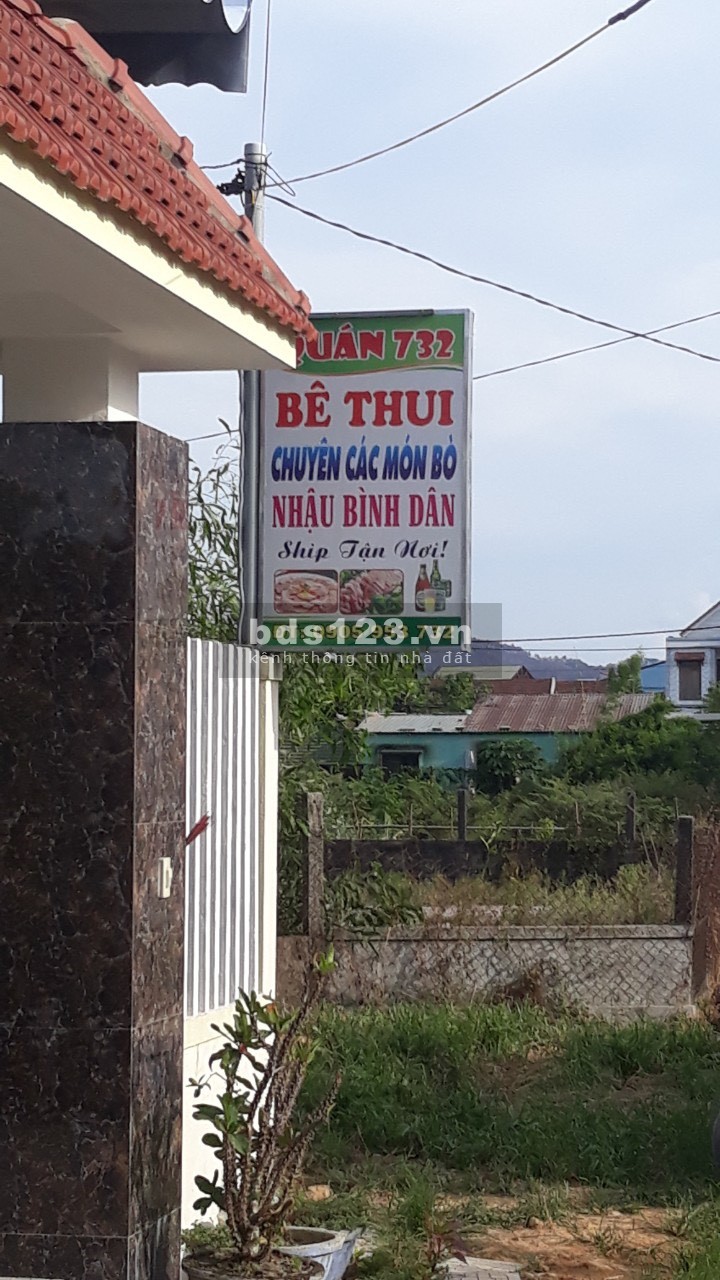 QUÁN 732
BÊ THUI
CHUYÊN CÁC MÓN BÒ
NHẬU BÌNH DÂN
Ship Tận Nơi!
bds123.vn
kênh thông tin nhà đất